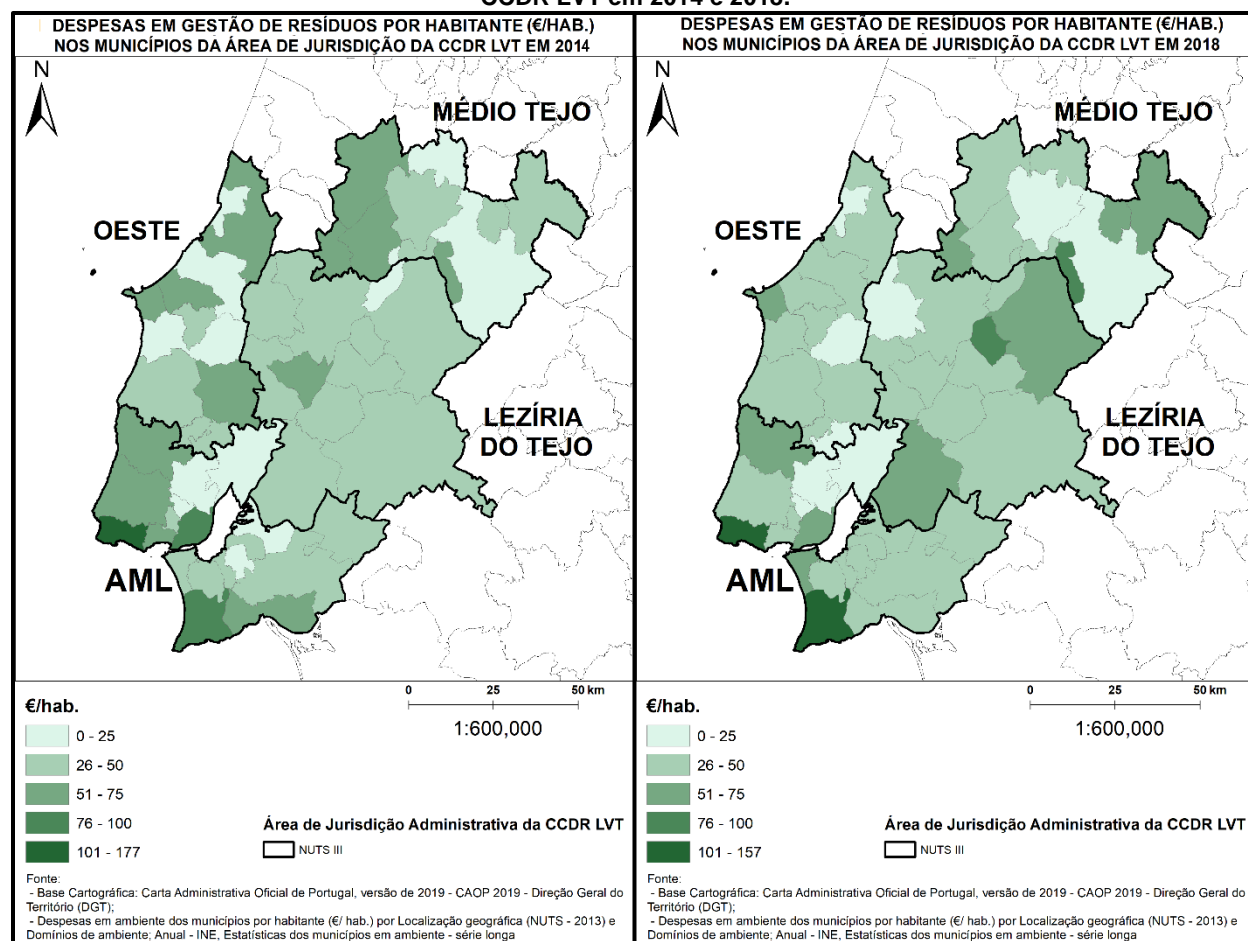 CCDR LVT em 2014 e 2018.
DESPESAS EM GESTÃO DE RESÍDUOS POR HABITANTE (€/HAB.)
NOS MUNICÍPIOS DA ÁREA DE JURISDIÇÃO DA CCDR LVT EM 2014
N
MÉDIO TEJO
OESTE
LEZÍRIA
DO TEJO
AML
0 25 50 km
1:600,000
€/hab.
0 - 25
26 - 50
51 - 75
76 - 100
101 - 177
Área de Jurisdição Administrativa da CCDR LVT
NUTS III
Fonte:
- Base Cartográfica: Carta Administrativa Oficial de Portugal, versão de 2019 - CAOP 2019 - Direção Geral do
Território (DGT);
- Despesas em ambiente dos municípios por habitante (€/ hab.) por Localização geográfica (NUTS - 2013) e
Domínios de ambiente; Anual - INE, Estatísticas dos municípios em ambiente - série longa
DESPESAS EM GESTÃO DE RESÍDUOS POR HABITANTE (€/HAB.)
NOS MUNICÍPIOS DA ÁREA DE JURISDIÇÃO DA CCDR LVT EM 2018
N
MÉDIO TEJO
OESTE
LEZÍRIA
DO TEJO
AML
0 25 50 km
1:600,000
€/hab.
0 - 25
26 - 50
51 - 75
76 - 100
101 - 157
Área de Jurisdição Administrativa da CCDR LVT
NUTS III
Fonte:
- Base Cartográfica: Carta Administrativa Oficial de Portugal, versão de 2019 - CAOP 2019 - Direção Geral do
Território (DGT);
- Despesas em ambiente dos municípios por habitante (€/ hab.) por Localização geográfica (NUTS - 2013) e
Domínios de ambiente; Anual - INE, Estatísticas dos municípios em ambiente - série longa